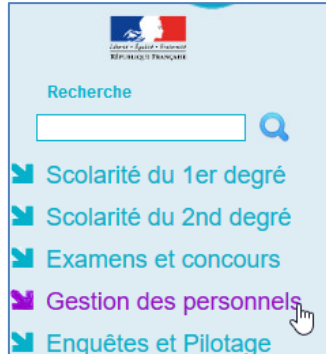 Liberté • Égalité • Fraternité
RÉPUBLIQUE FRANÇAISE
Recherche
Scolarité du 1er degré
Scolarité du 2nd degré
Examens et concours
Gestion des personnels
Enquêtes et Pilotage